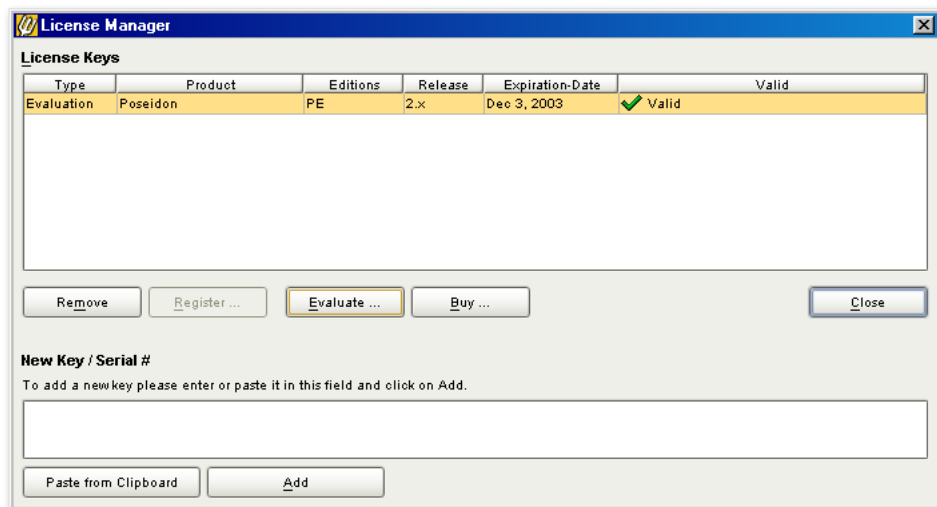 License Manager
License Keys
Type Product Editions Release Expiration-Date Valid
Evaluation Poseidon PE 2.x Dec 3, 2003 Valid
Remove Register ... Evaluate ... Buy ... Close
New Key / Serial #
To add a new key please enter or paste it in this field and click on Add.
Paste from Clipboard Add